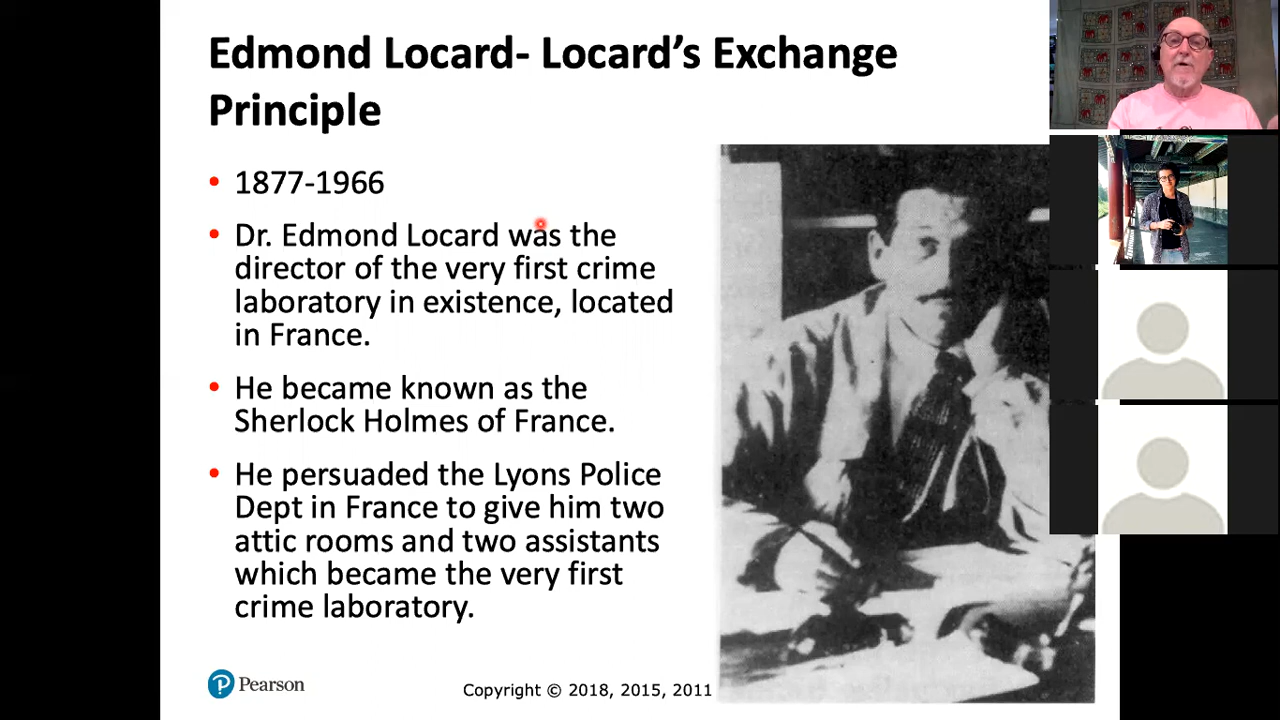 Edmond Locard- Locard’s Exchange
Principle
• 1877-1966
• Dr. Edmond Locard was the
director of the very first crime
laboratory in existence, located
in France.
• He became known as the
Sherlock Holmes of France.
• He persuaded the Lyons Police
Dept in France to give him two
attic rooms and two assistants
which became the very first
crime laboratory.
P Pearson
Copyright © 2018, 2015, 2011